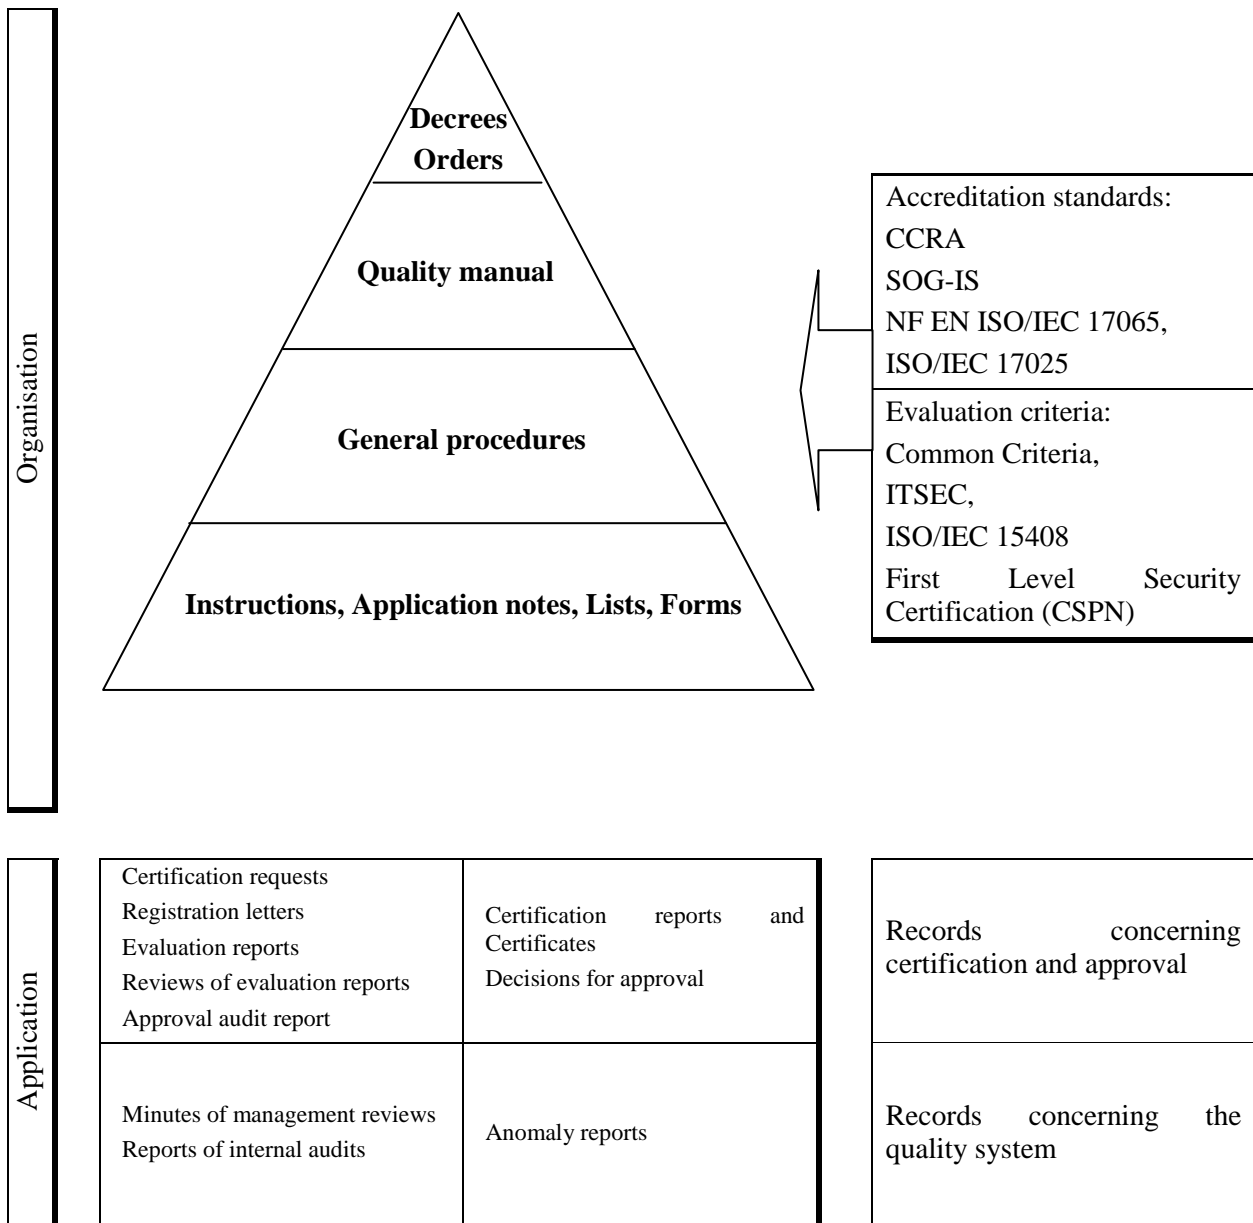 Organisation
Decrees
Orders
Quality manual
General procedures
Instructions, Application notes, Lists, Forms
Accreditation standards:
CCRA
SOG-IS
NF EN ISO/IEC 17065,
ISO/IEC 17025
Evaluation criteria:
Common Criteria,
ITSEC,
ISO/IEC 15408
First Level Security
Certification (CSPN)
Application
Certification requests
Registration letters
Evaluation reports
Reviews of evaluation reports
Approval audit report
Certification reports and
Certificates
Decisions for approval
Records concerning
certification and approval
Minutes of management reviews
Reports of internal audits
Anomaly reports
Records concerning the
quality system